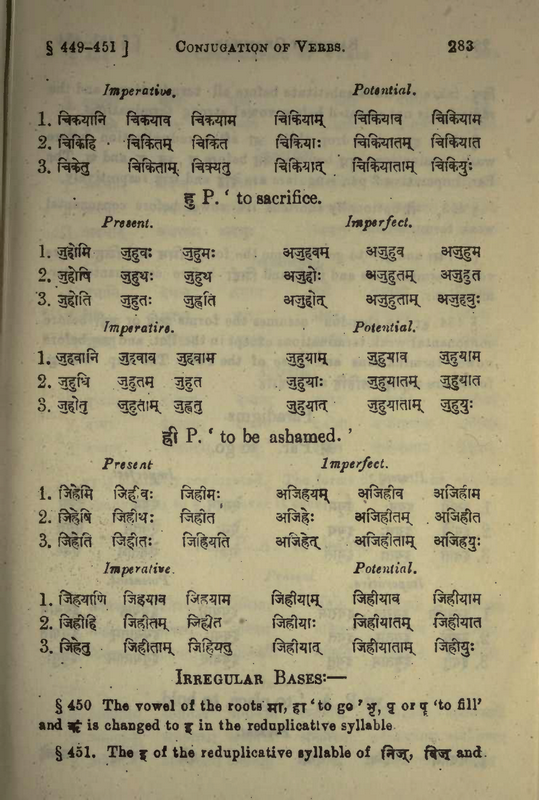 § 449-451 ] CONJUGATION OF VERBS. 283
Imperative. Potential.
1. चिकयानि चिकयाव चिकयाम चिकियाम् चिकियाव चिकियाम
2. चिकिहि चिकितम् चिकित चिकियाः चिकियातम् चिकियात
3. चिकेतु चिकिताम् चिक्यतु चिकियात् चिकियाताम् चिकियुः
हु P. ‘ to sacrifice.
Present. Imperfect.
1. जुहोमि जुहुवः जुहुमः अजुहवम् अजुहुव अजुहुम
2. जुहोषि जुहुथः जुहुथ अजुहोः अजुहुतम् अजुहुत
3. जुहोति जुहुतः जुह्वति अजुहोत् अजुहुताम् अजुहवुः
Imperative. Potential.
1. जुहवानि जुहवाव जुहवाम जुहुयाम् जुहुयाव जुहुयाम
2. जुहुधि जुहुतम् जुहुत जुहुयाः जुहुयातम् जुहुयात
3. जुहोतु जुहुताम् जुह्वतु जुहुयात् जुहुयाताम् जुहुयुः
ह्री P. ‘ to be ashamed. ’
Present Imperfect.
1. जिह्रेमि जिह्रीवः जिह्रीमः अजिह्रयम् अजिह्रीव अजिह्रीम
2. जिह्रेषि जिह्रीथः जिह्रीत अजिह्रेः अजिह्रीतम् अजिह्रीत
3. जिह्रेति जिह्रीतः जिह्रियति अजिह्रेत् अजिह्रीताम् अजिह्रयुः
Imperative. Potential.
1. जिह्रयाणि जिह्रयाव जिह्रयाम जिह्रीयाम् जिह्रीयाव जिह्रीयाम
2. जिह्रीहि जिह्रीतम् जिह्रीत जिह्रीयाः जिह्रीयातम् जिह्रीयात
3. जिह्रेतु जिह्रीताम् जिह्रियतु जिह्रीयात् जिह्रीयाताम् जिह्रीयुः
IRREGULAR BASES:—
§ 450 The vowel of the roots मा, हा ‘to go’ भृ, पृ or पॄ ‘to fill’
and ऋ is changed to इ in the reduplicative syllable.
§ 451. The इ of the reduplicative syllable of निज्, विज् and